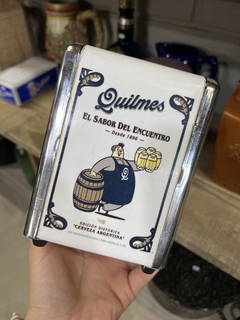 Quilmes
EL SABOR DEL ENCUENTRO
Desde 1890
Q
EDICIÓN HISTÓRICA
"CERVEZA ARGENTINA"